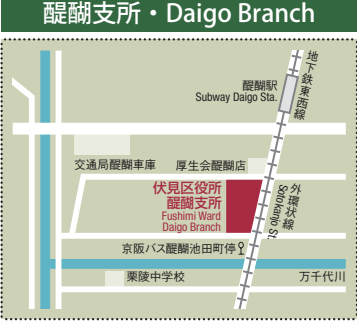 醍醐支所・Daigo Branch
地下鉄東西線
醍醐駅
Subway Daigo Sta.
交通局醍醐車庫
厚生会醍醐店
伏見区役所
醍醐支所
Fushimi Ward
Daigo Branch
外環状線
Sotokanjo St.
京阪バス醍醐池田町停
栗陵中学校
万千代川